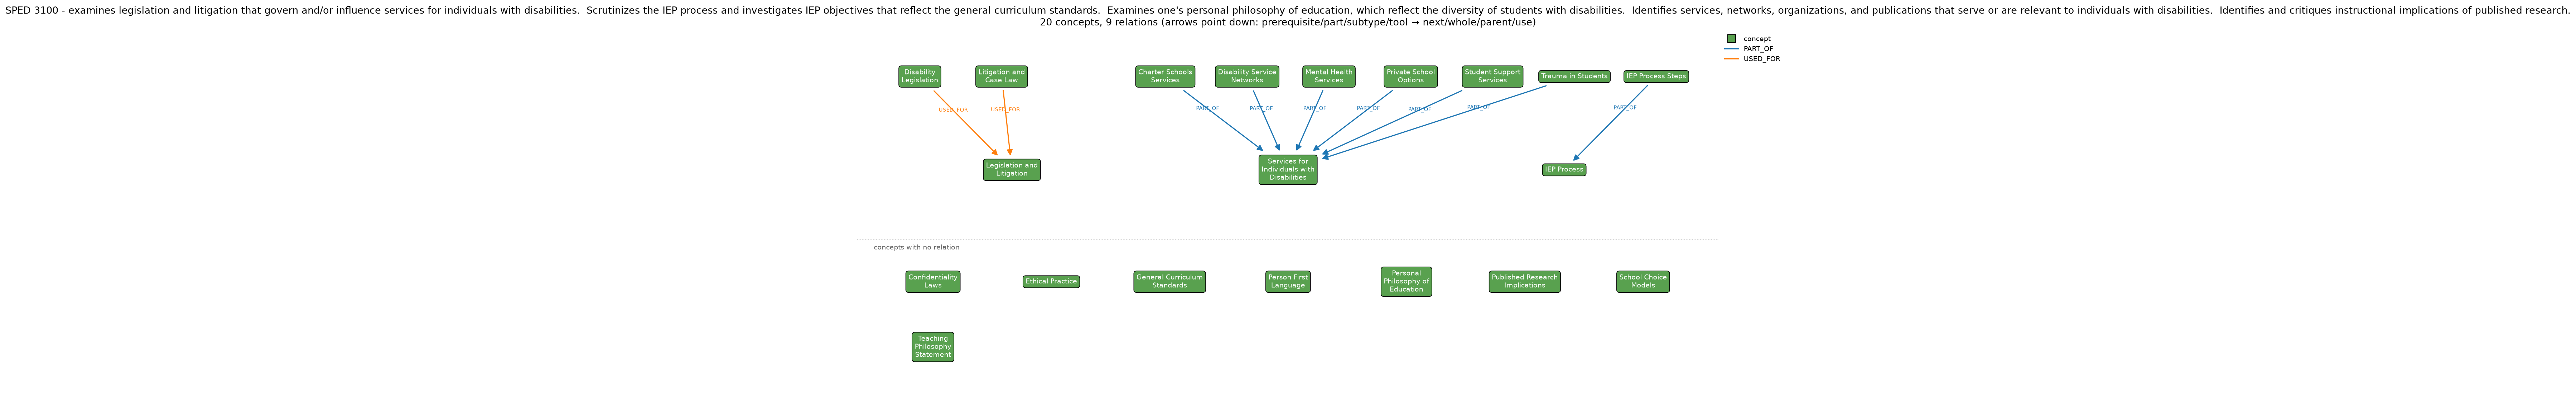 SPED 3100 - examines legislation and litigation that govern and/or influence services for individuals with disabilities.  Scrutinizes the IEP process and investigates IEP objectives that reflect the general curriculum standards.  Examines one's personal philosophy of education, which reflect the diversity of students with disabilities.  Identifies services, networks, organizations, and publications that serve or are relevant to individuals with disabilities.  Identifies and critiques instructional implications of published research.
20 concepts, 9 relations (arrows point down: prerequisite/part/subtype/tool → next/whole/parent/use)
concept
PART_OF
USED_FOR
Disability
Legislation
Litigation and
Case Law
Charter Schools
Services
Disability Service
Networks
Mental Health
Services
Private School
Options
Student Support
Services
Trauma in Students
IEP Process Steps
USED_FOR
USED_FOR
PART_OF
PART_OF
PART_OF
PART_OF
PART_OF
PART_OF
PART_OF
Legislation and
Litigation
Services for
Individuals with
Disabilities
IEP Process
concepts with no relation
Confidentiality
Laws
Ethical Practice
General Curriculum
Standards
Person First
Language
Personal
Philosophy of
Education
Published Research
Implications
School Choice
Models
Teaching
Philosophy
Statement